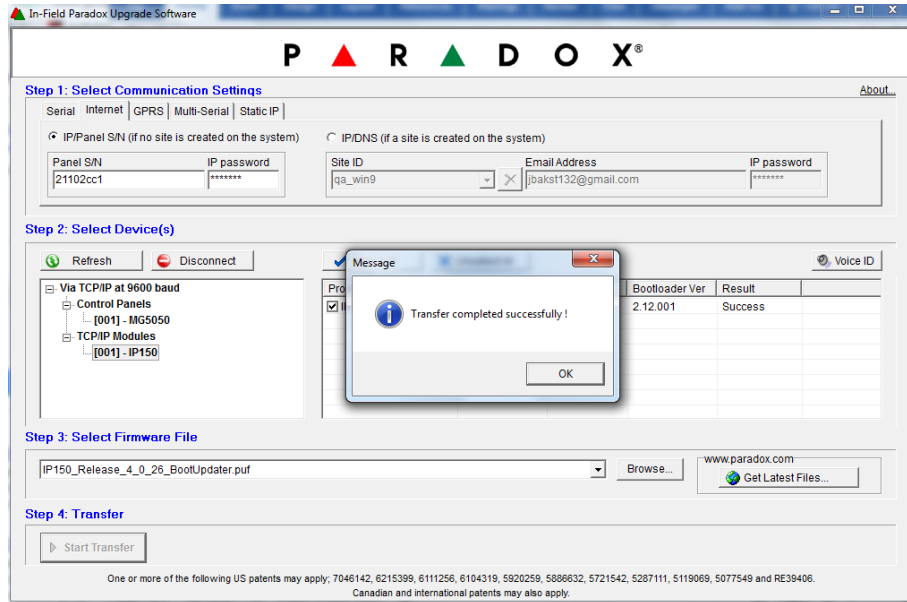 In-Field Paradox Upgrade Software
PARADOX®
Step 1: Select Communication Settings
About...
Serial Internet GPRS Multi-Serial Static IP
IP/Panel S/N (if no site is created on the system) IP/DNS (if a site is created on the system)
Panel S/N IP password Site ID Email Address IP password
21102cc1 ******* qa_win9 jbakst132@gmail.com *******
Step 2: Select Device(s)
Refresh Disconnect Voice ID
Message
Via TCP/IP at 9600 baud
Control Panels
[001] - MG5050
TCP/IP Modules
[001] - IP150
Bootloader Ver Result
2.12.001 Success
Transfer completed successfully !
OK
Step 3: Select Firmware File
IP150_Release_4_0_26_BootUpdater.puf Browse...
www.paradox.com
Get Latest Files...
Step 4: Transfer
Start Transfer
One or more of the following US patents may apply; 7046142, 6215399, 6111256, 6104319, 5920259, 5886632, 5721542, 5287111, 5119069, 5077549 and RE39406.
Canadian and international patents may also apply.